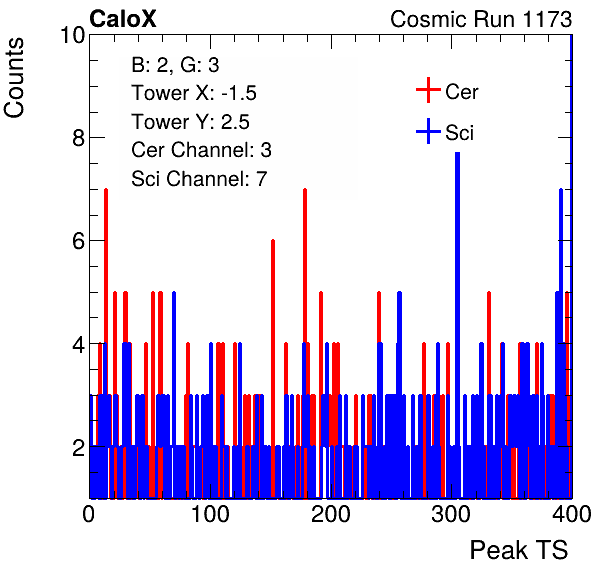 CaloX
Cosmic Run 1173
Counts
10
8
6
4
2
B: 2, G: 3
Tower X: -1.5
Tower Y: 2.5
Cer Channel: 3
Sci Channel: 7
Cer
Sci
0
100
200
300
400
Peak TS